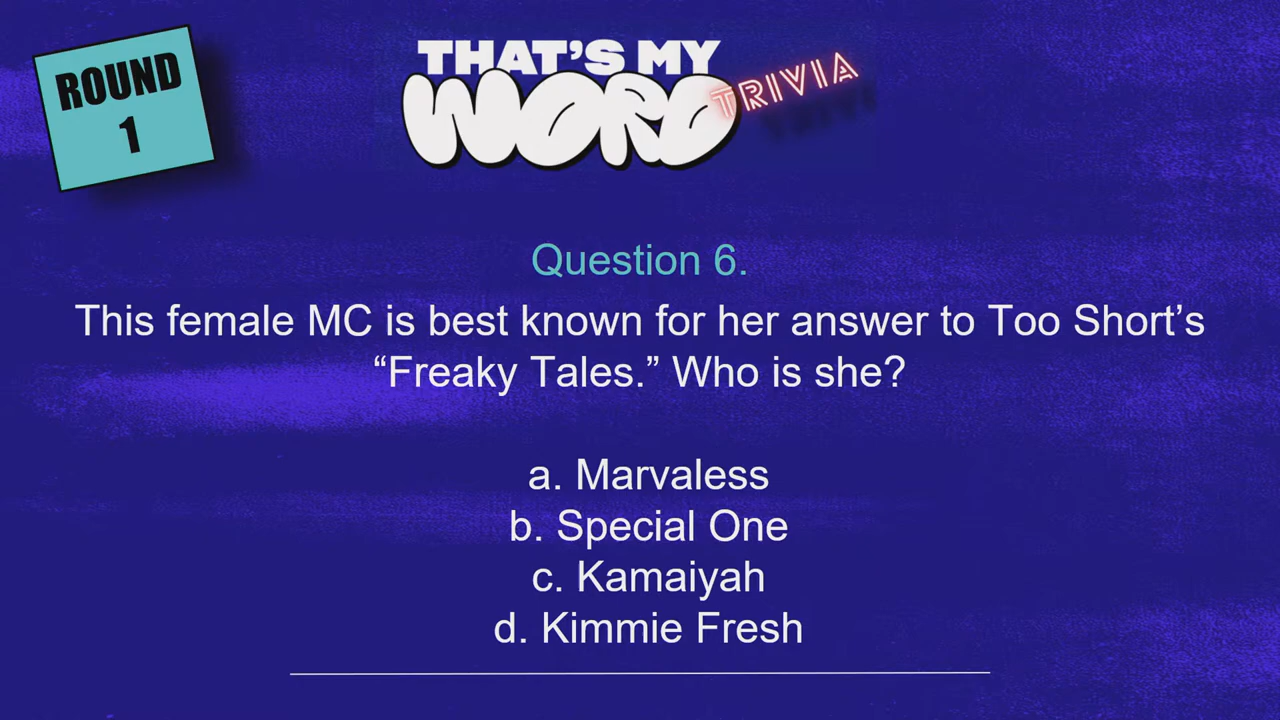 ROUND
1
THAT'S MY
WORD
TRIVIA
Question 6.
This female MC is best known for her answer to Too Short’s
“Freaky Tales.” Who is she?
a. Marvaless
b. Special One
c. Kamaiyah
d. Kimmie Fresh